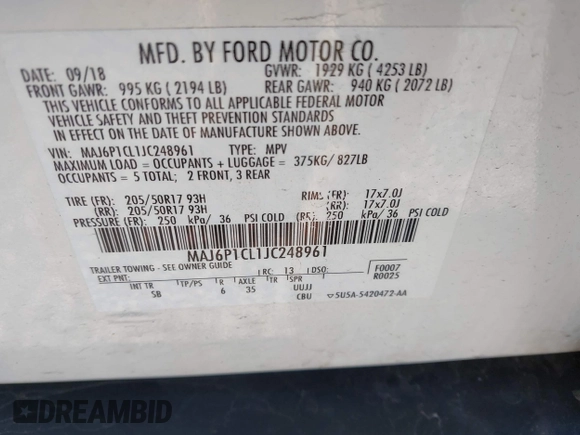 MFD. BY FORD MOTOR CO.
DATE: 09/18 GVWR: 1929 KG ( 4253 LB)
FRONT GAWR: 995 KG ( 2194 LB) REAR GAWR: 940 KG ( 2072 LB)
THIS VEHICLE CONFORMS TO ALL APPLICABLE FEDERAL MOTOR
VEHICLE SAFETY AND THEFT PREVENTION STANDARDS
IN EFFECT ON THE DATE OF MANUFACTURE SHOWN ABOVE.
VIN: MAJ6P1CL1JC248961 TYPE: MPV
MAXIMUM LOAD = OCCUPANTS + LUGGAGE = 375KG/ 827LB
OCCUPANTS = 5 TOTAL; 2 FRONT, 3 REAR
TIRE (FR): 205/50R17 93H RIMS (FR): 17x7.0J
(RR): 205/50R17 93H (RR): 17x7.0J
PRESSURE (FR): 250 kPa/ 36 PSI COLD (RR): 250 kPa/ 36 PSI COLD
MAJ6P1CL1JC248961
TRAILER TOWING - SEE OWNER GUIDE RC: 13 DSO:
EXT PNT: F0007
R0025
INT TR TP/PS R AXLE TR SPR
5B 6 35 UUJJ
CBU 5U5A-5420472-AA
DREAMBID